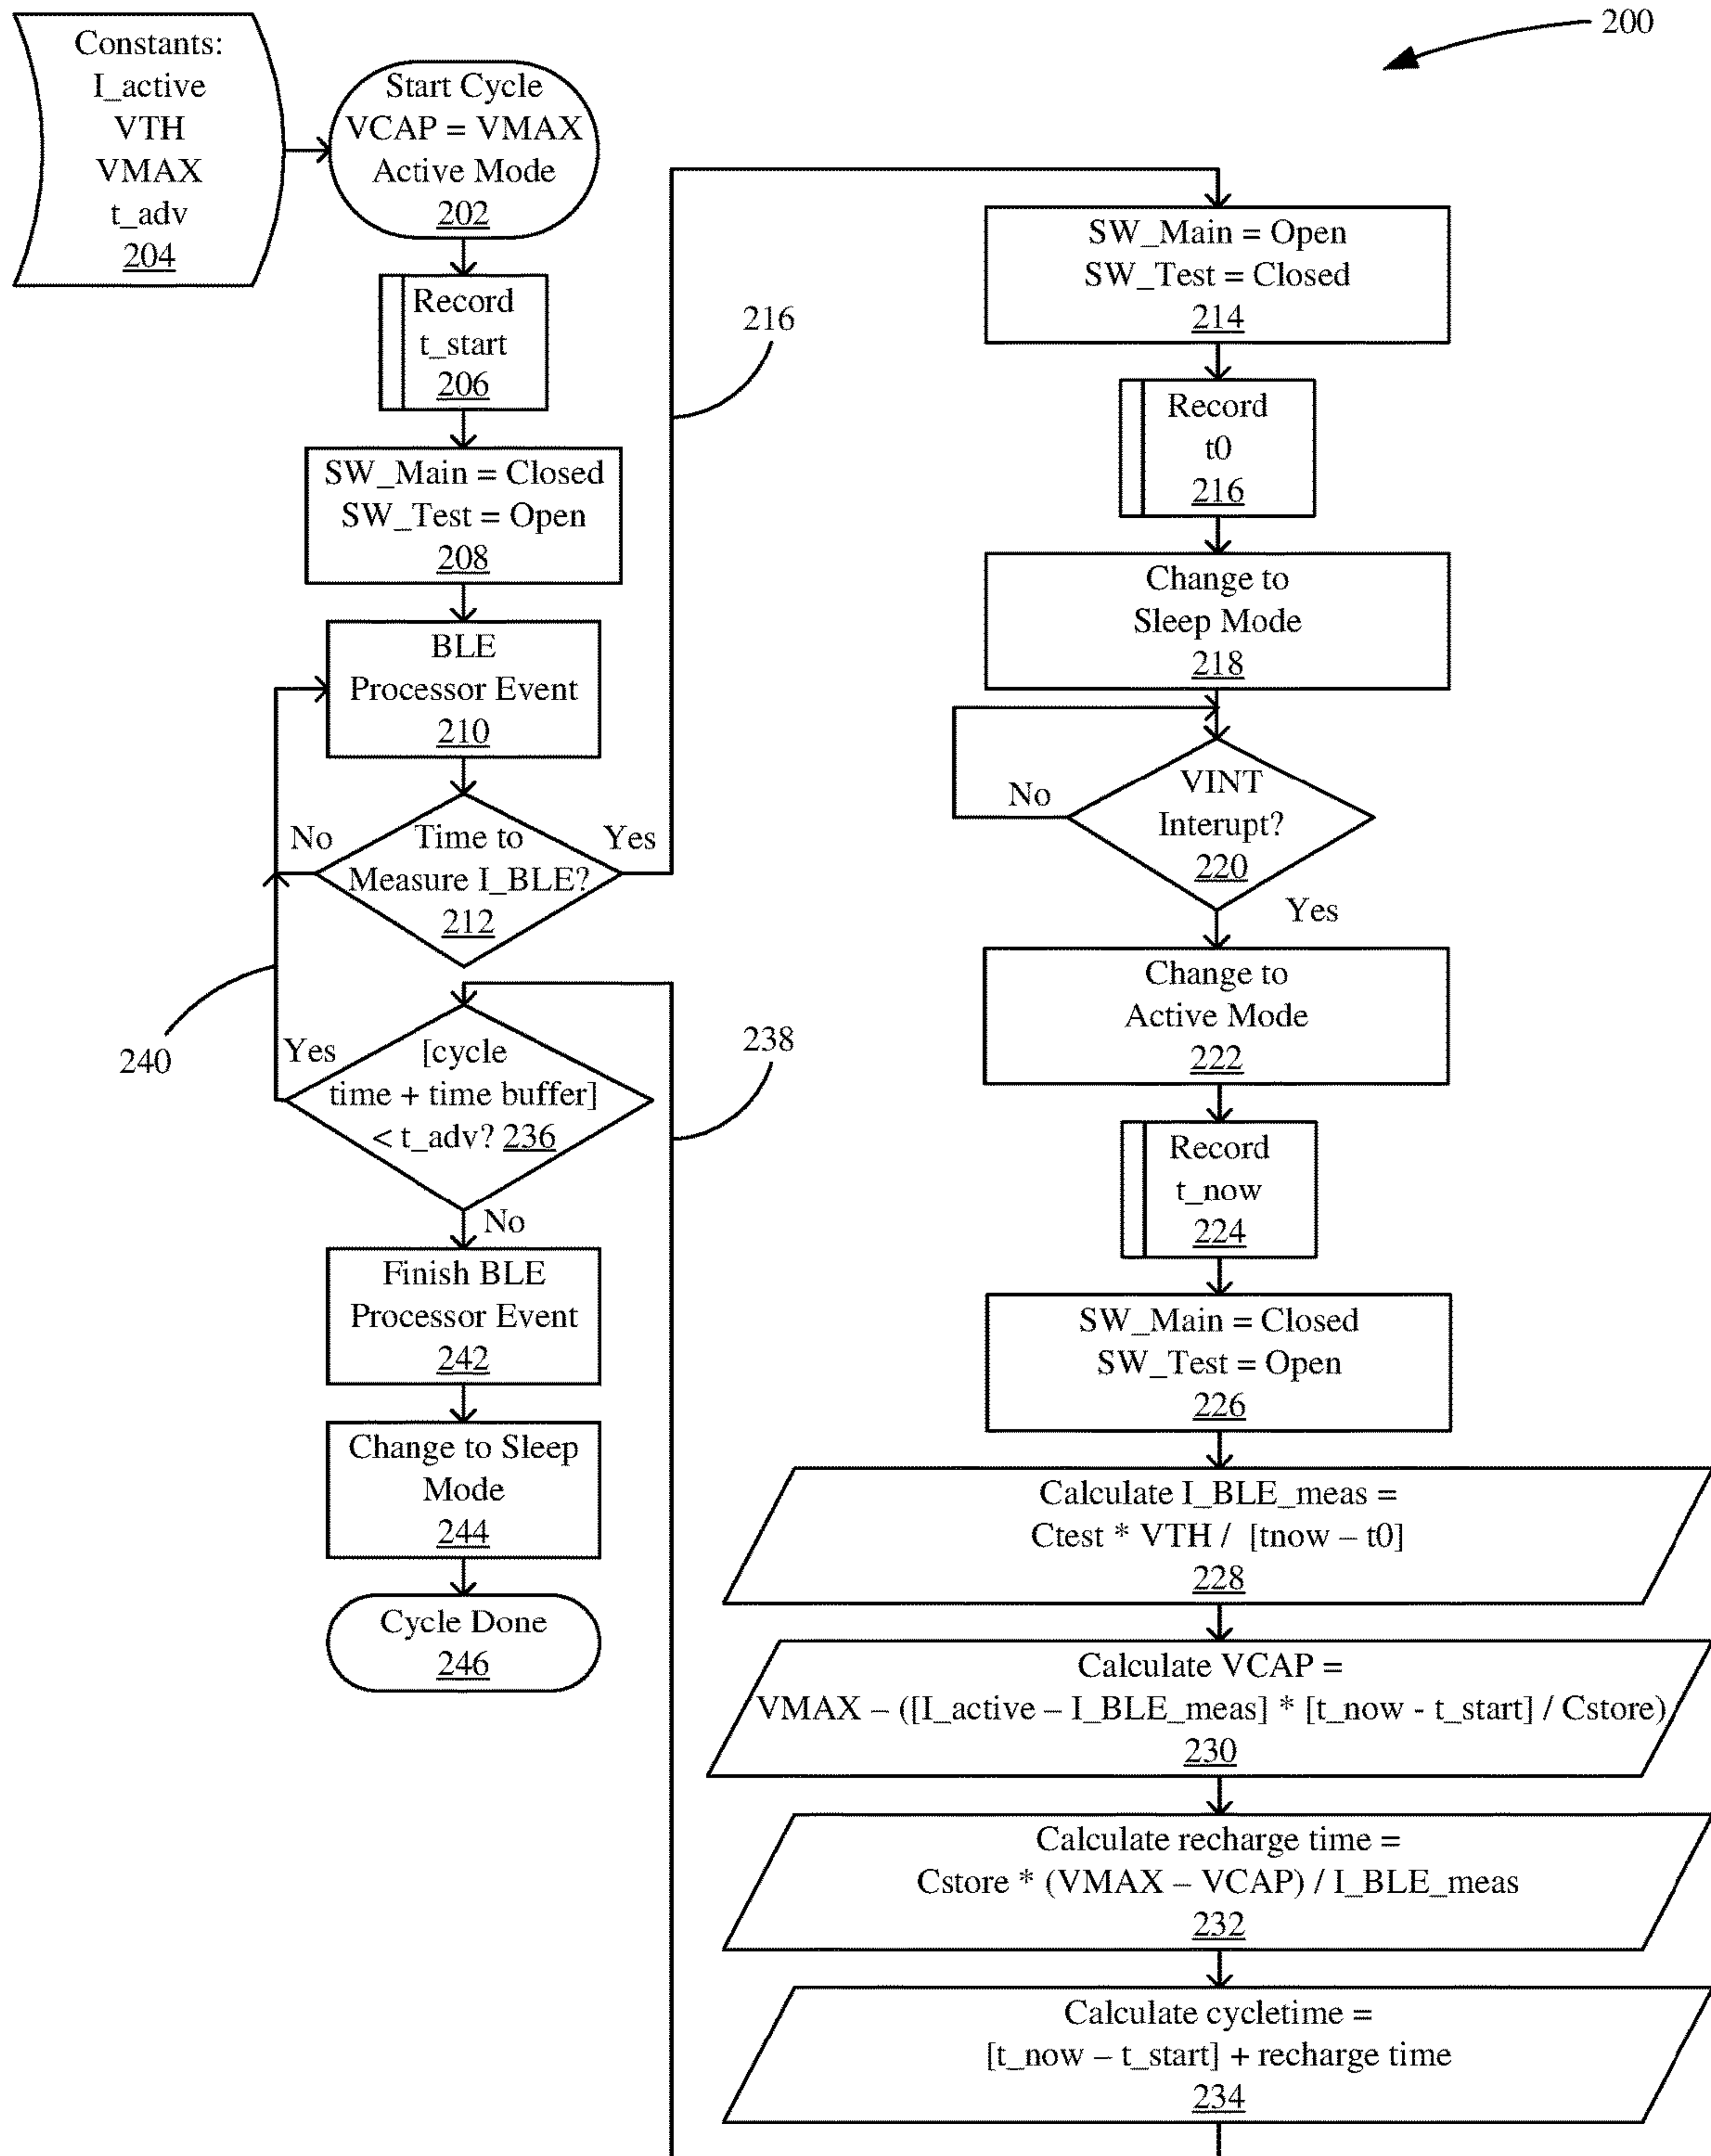 200
Constants:
I_active
VTH
VMAX
t_adv
204
Start Cycle
VCAP = VMAX
Active Mode
202
Record
t_start
206
SW_Main = Closed
SW_Test = Open
208
BLE
Processor Event
210
No
Time to
Measure I_BLE?
212
Yes
216
240
Yes
[cycle
time + time buffer]
< t_adv? 236
238
No
Finish BLE
Processor Event
242
Change to Sleep
Mode
244
Cycle Done
246
SW_Main = Open
SW_Test = Closed
214
Record
t0
216
Change to
Sleep Mode
218
No
VINT
Interupt?
220
Yes
Change to
Active Mode
222
Record
t_now
224
SW_Main = Closed
SW_Test = Open
226
Calculate I_BLE_meas =
Ctest * VTH / [tnow – t0]
228
Calculate VCAP =
VMAX – ([I_active – I_BLE_meas] * [t_now - t_start] / Cstore)
230
Calculate recharge time =
Cstore * (VMAX – VCAP) / I_BLE_meas
232
Calculate cycletime =
[t_now – t_start] + recharge time
234